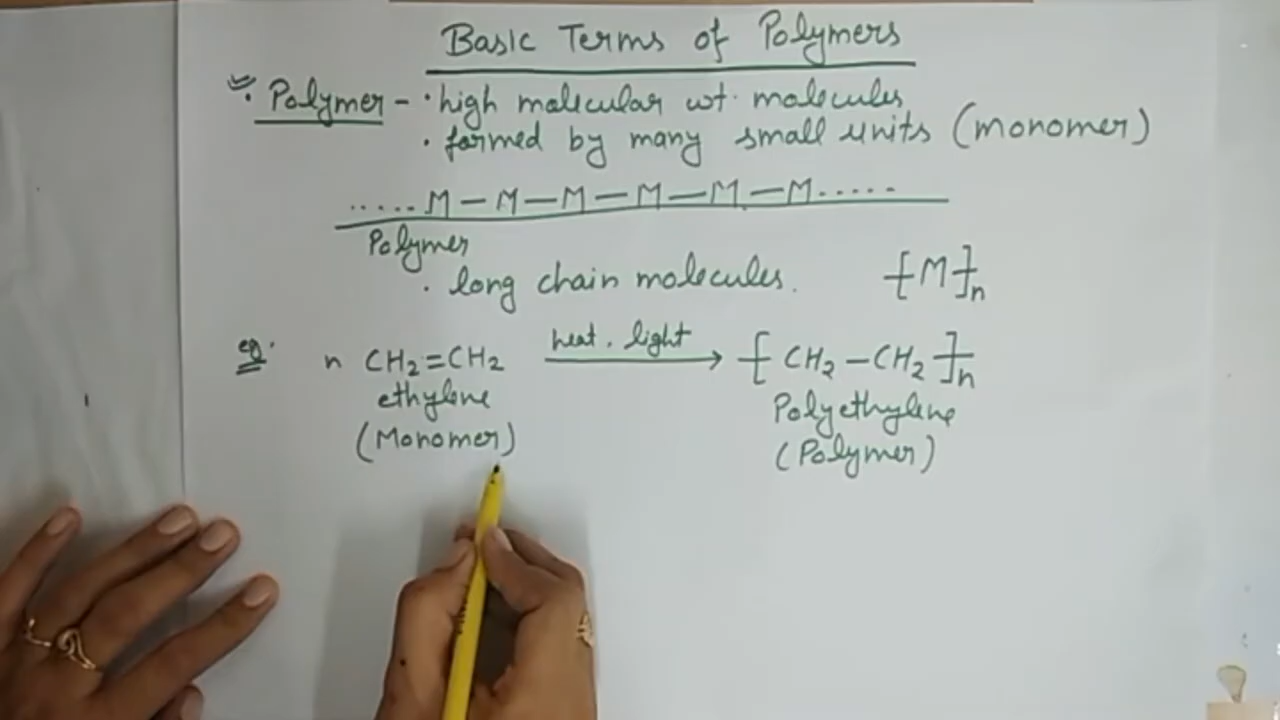 Basic Terms of Polymers
Polymer - • high molecular wt. molecules
• formed by many small units (monomer)
..... M - M - M - M - M - M .....
Polymer
• long chain molecules. [M]n
eg. n CH2=CH2 heat. light → [CH2-CH2]n
ethylene Polyethylene
(Monomer) (Polymer)